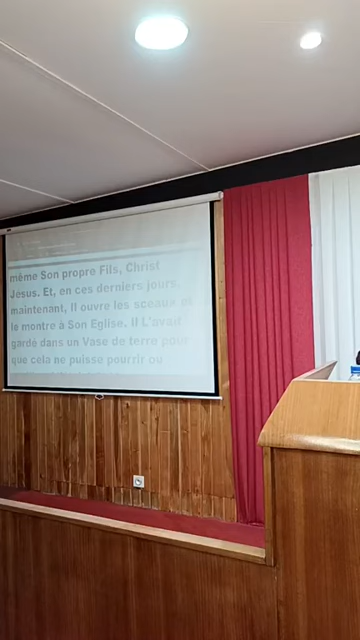 même Son propre Fils, Christ
Jésus. Et, en ces derniers jours,
maintenant, Il ouvre les sceaux et
le montre à Son Eglise. Il L'avait
gardé dans un Vase de terre pour
que cela ne puisse pourrir ou